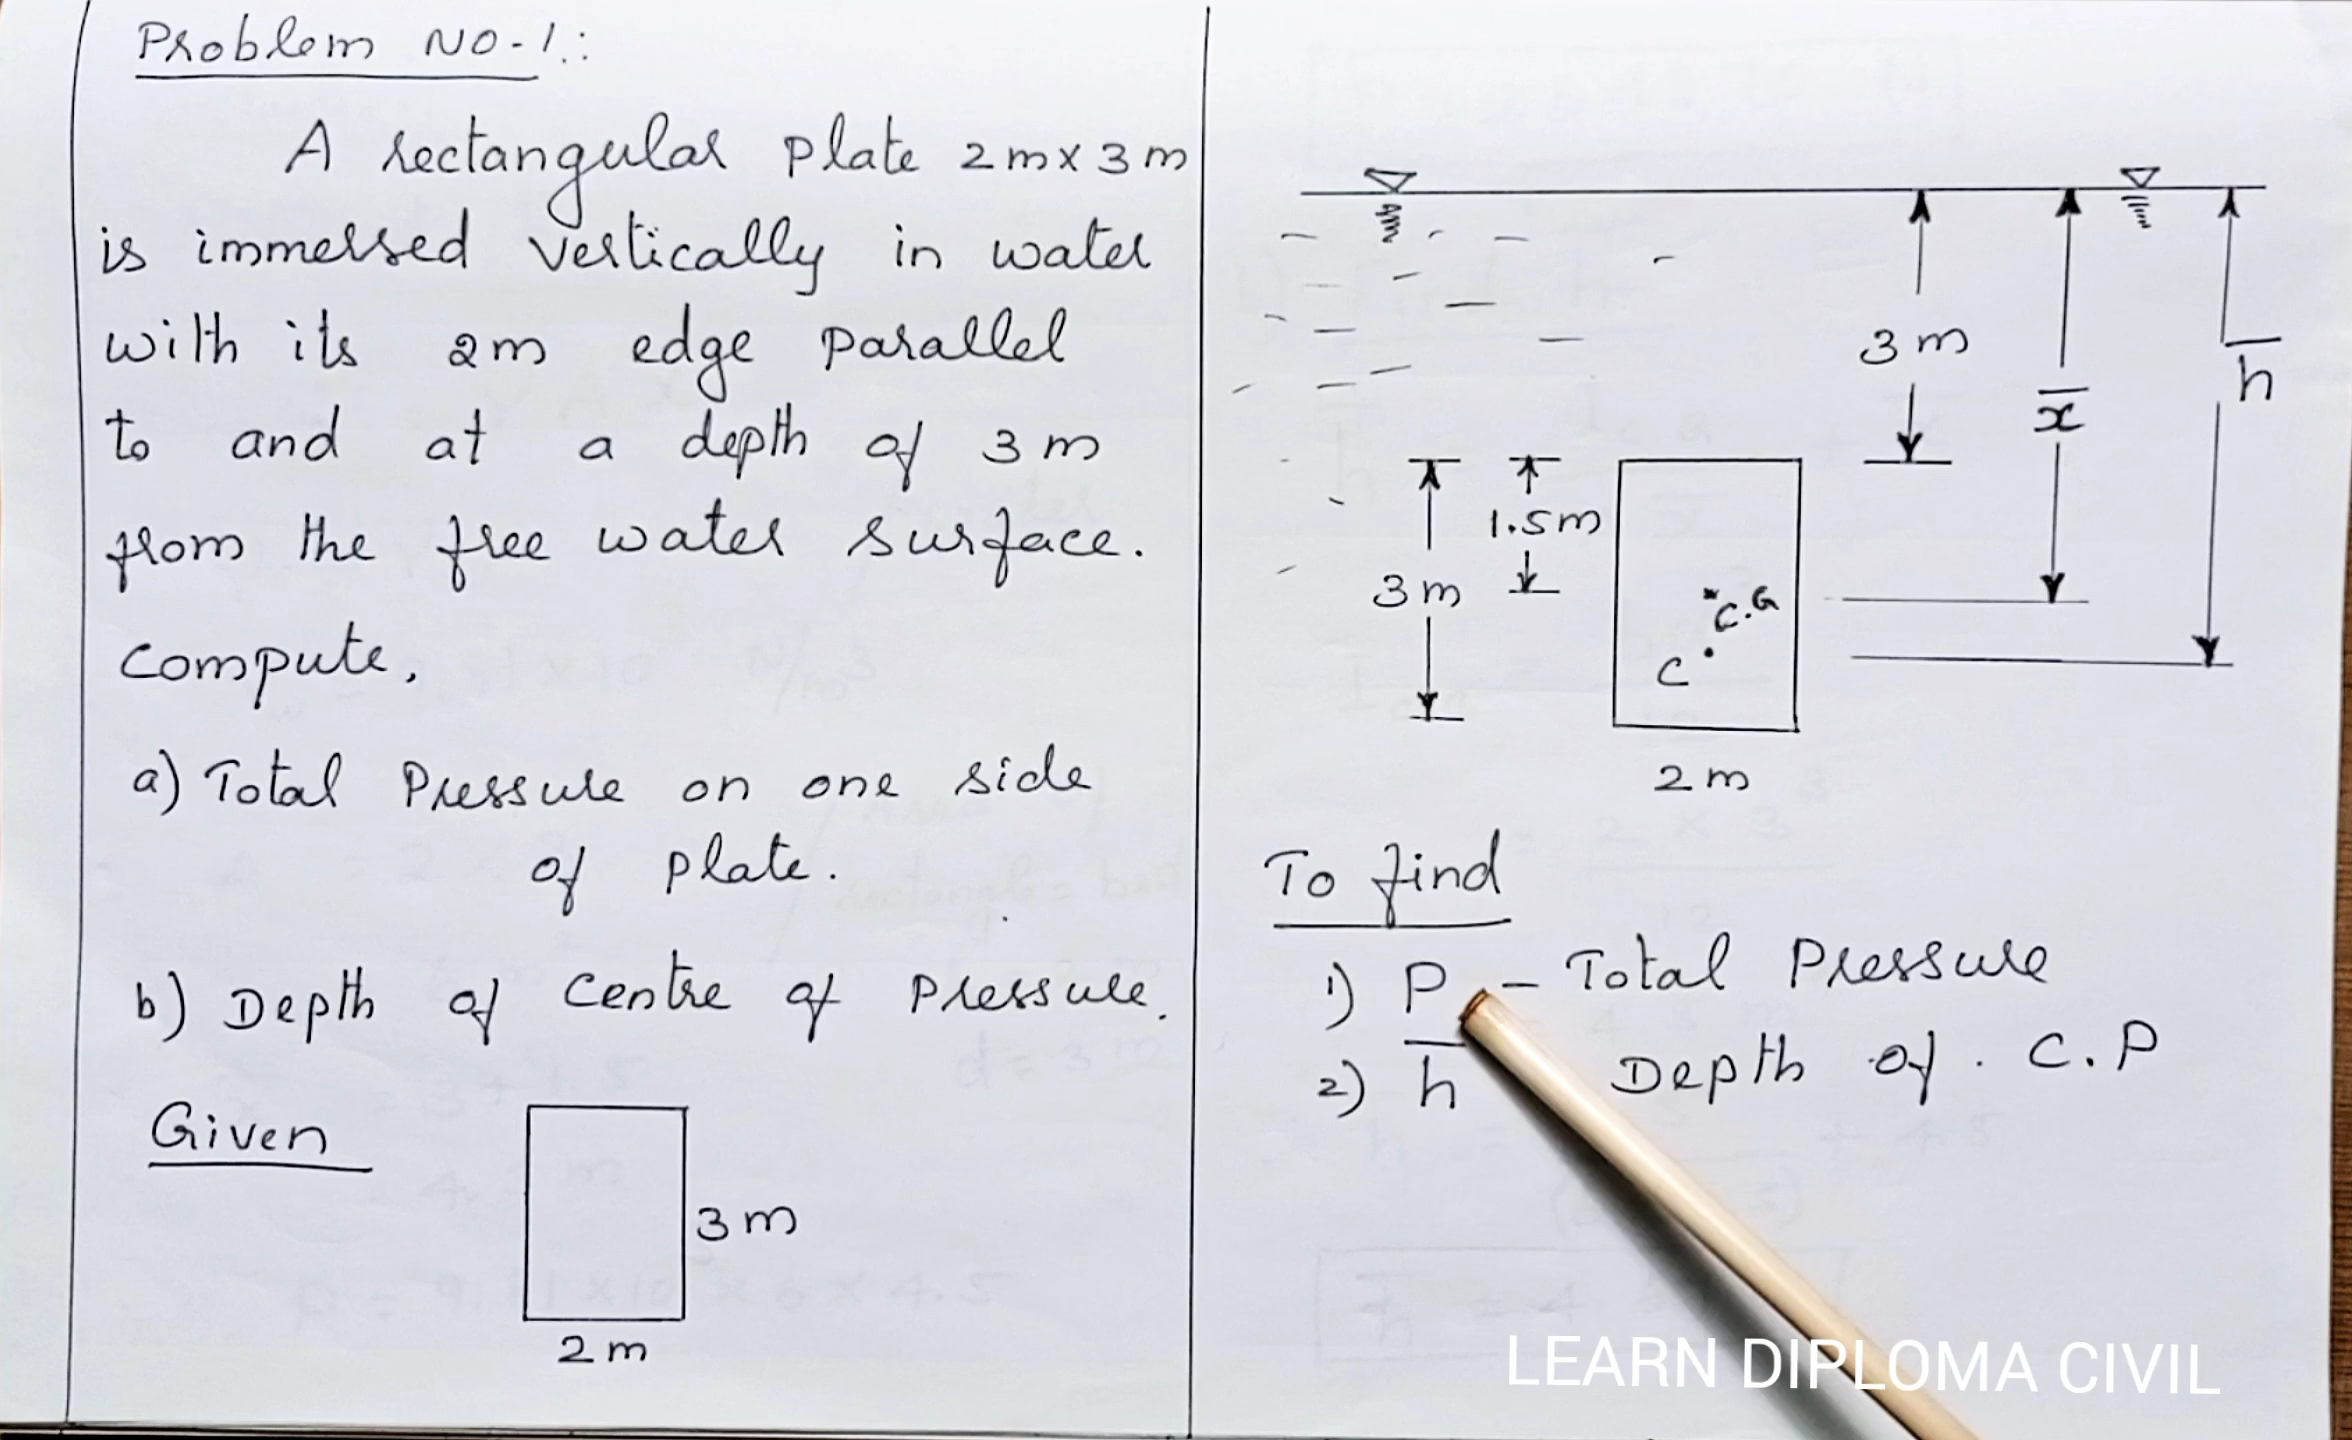 Problem NO-1:
A rectangular plate 2m x 3m
is immersed vertically in water
with its 2m edge parallel
to and at a depth of 3m
from the free water surface.
Compute,
a) Total Pressure on one side
of plate.
b) Depth of Centre of Pressure.
Given
3m
2m
3m
x̄
h̄
1.5m
3m
C.G
C
2m
To find
1) P - Total Pressure
2) h̄ Depth of. C.P
LEARN DIPLOMA CIVIL